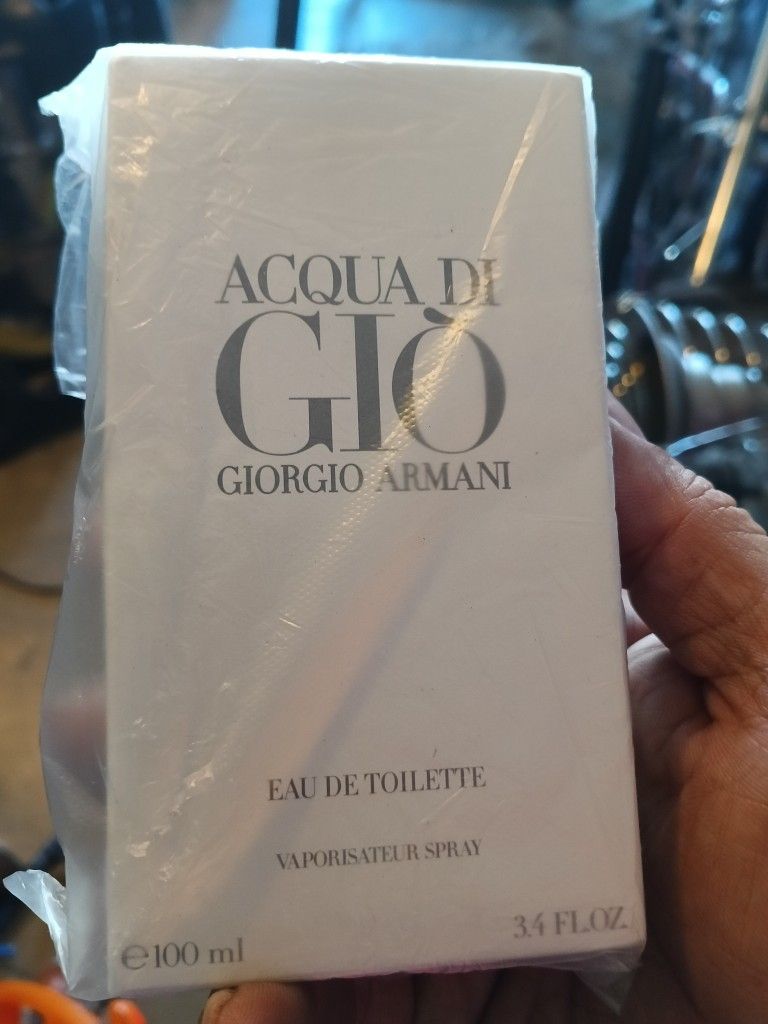 ACQUA DI
GIÒ
GIORGIO ARMANI
EAU DE TOILETTE
VAPORISATEUR SPRAY
℮100 ml
3.4 FL.OZ